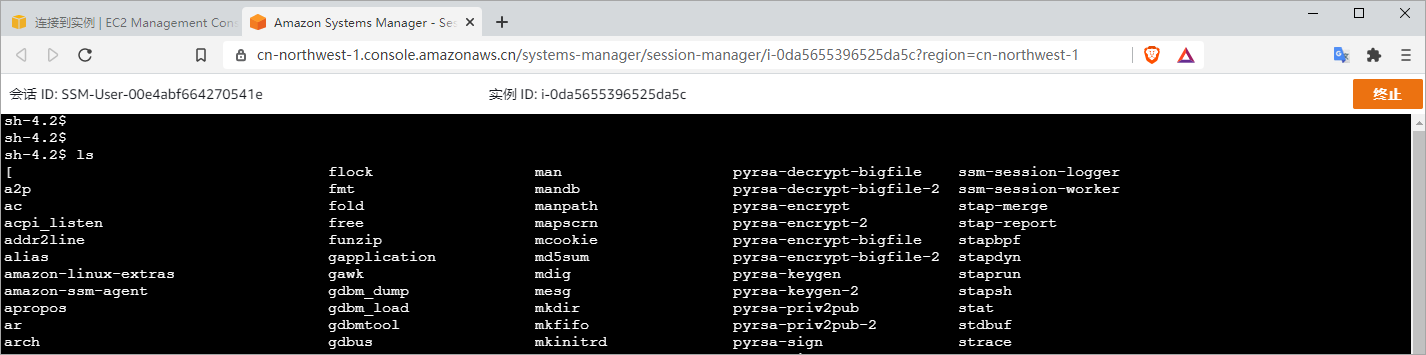 连接到实例 | EC2 Management Con
Amazon Systems Manager - Ses
cn-northwest-1.console.amazonaws.cn/systems-manager/session-manager/i-0da5655396525da5c?region=cn-northwest-1
会话 ID: SSM-User-00e4abf664270541e 实例 ID: i-0da5655396525da5c 终止
sh-4.2$
sh-4.2$
sh-4.2$ ls
[ flock man pyrsa-decrypt-bigfile ssm-session-logger
a2p fmt mandb pyrsa-decrypt-bigfile-2 ssm-session-worker
ac fold manpath pyrsa-encrypt stap-merge
acpi_listen free mapscrn pyrsa-encrypt-2 stap-report
addr2line funzip mcookie pyrsa-encrypt-bigfile stapbpf
alias gapplication md5sum pyrsa-encrypt-bigfile-2 stapdyn
amazon-linux-extras gawk mdig pyrsa-keygen staprun
amazon-ssm-agent gdbm_dump mesg pyrsa-keygen-2 stapsh
apropos gdbm_load mkdir pyrsa-priv2pub stat
ar gdbmtool mkfifo pyrsa-priv2pub-2 stdbuf
arch gdbus mkinitrd pyrsa-sign strace